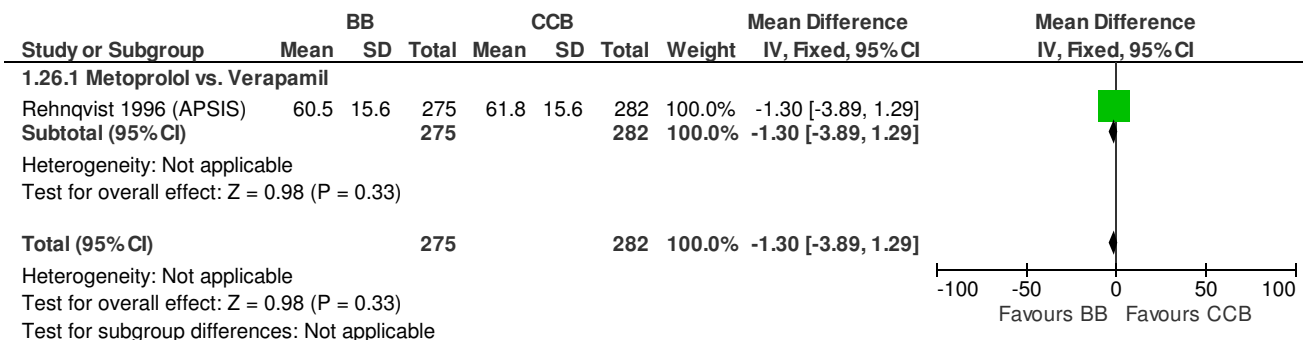 BB CCB Mean Difference Mean Difference
Study or Subgroup Mean SD Total Mean SD Total Weight IV, Fixed, 95% CI IV, Fixed, 95% CI
1.26.1 Metoprolol vs. Verapamil
Rehnqvist 1996 (APSIS) 60.5 15.6 275 61.8 15.6 282 100.0% -1.30 [-3.89, 1.29]
Subtotal (95% CI) 275 282 100.0% -1.30 [-3.89, 1.29]
Heterogeneity: Not applicable
Test for overall effect: Z = 0.98 (P = 0.33)
Total (95% CI) 275 282 100.0% -1.30 [-3.89, 1.29]
Heterogeneity: Not applicable
Test for overall effect: Z = 0.98 (P = 0.33)
Test for subgroup differences: Not applicable
-100 -50 0 50 100
Favours BB Favours CCB